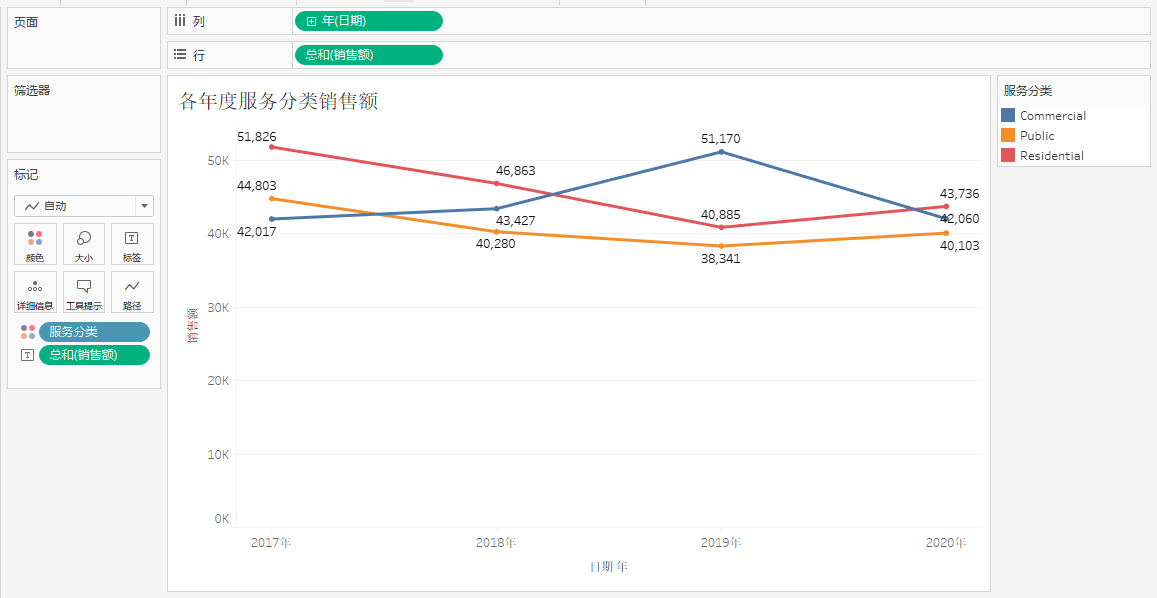 页面
列
年(日期)
行
总和(销售额)
筛选器
标记
自动
颜色
大小
标签
详细信息
工具提示
路径
服务分类
总和(销售额)
各年度服务分类销售额
51,826
46,863
51,170
43,736
44,803
40,885
42,060
42,017
43,427
40,280
38,341
40,103
50K
40K
30K
20K
10K
0K
销售额
2017年
2018年
2019年
2020年
日期 年
服务分类
Commercial
Public
Residential